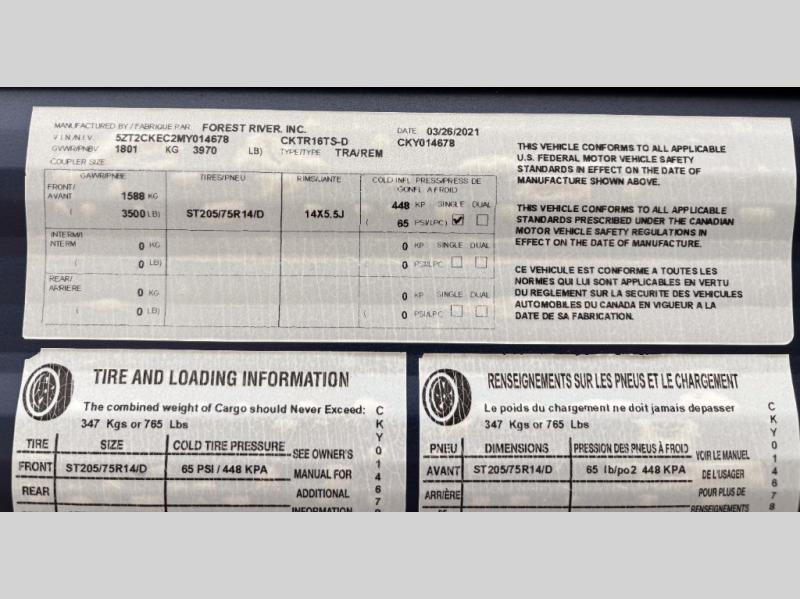 MANUFACTURED BY / FABRIQUE PAR FOREST RIVER, INC. DATE 03/26/2021
V.I.N./N.I.V. 5ZT2CKEC2MY014678 CKTR16TS-D CKY014678
GVWR/PNBV 1801 KG 3970 LB) TYPE/TYPE TRA/REM
COUPLER SIZE
GAWR/PNBE TIRES/PNEU RIMS/JANTE COLD INFL. PRESS/PRESS DE
GONFL. A FROID
FRONT/
AVANT 1588 KG 448 KP SINGLE DUAL
( 3500 LB) ST205/75R14/D 14X5.5J ( 65 PSI/LPC)
INTERM/I
NTERM 0 KG 0 KP SINGLE DUAL
( 0 LB) ( 0 PSI/LPC
REAR/
ARRIERE 0 KG 0 KP SINGLE DUAL
( 0 LB) ( 0 PSI/LPC
THIS VEHICLE CONFORMS TO ALL APPLICABLE
U.S. FEDERAL MOTOR VEHICLE SAFETY
STANDARDS IN EFFECT ON THE DATE OF
MANUFACTURE SHOWN ABOVE.
THIS VEHICLE CONFORMS TO ALL APPLICABLE
STANDARDS PRESCRIBED UNDER THE CANADIAN
MOTOR VEHICLE SAFETY REGULATIONS IN
EFFECT ON THE DATE OF MANUFACTURE.
CE VEHICULE EST CONFORME A TOUTES LES
NORMES QUI LUI SONT APPLICABLES EN VERTU
DU REGLEMENT SUR LA SECURITE DES VEHICULES
AUTOMOBILES DU CANADA EN VIGUEUR A LA
DATE DE SA FABRICATION.
TIRE AND LOADING INFORMATION
The combined weight of Cargo should Never Exceed:
347 Kgs or 765 Lbs
TIRE SIZE COLD TIRE PRESSURE
FRONT ST205/75R14/D 65 PSI / 448 KPA
REAR
SEE OWNER'S
MANUAL FOR
ADDITIONAL
INFORMATION
CKY014678
RENSEIGNEMENTS SUR LES PNEUS ET LE CHARGEMENT
Le poids du chargement ne doit jamais depasser
347 Kgs or 765 Lbs
PNEU DIMENSIONS PRESSION DES PNEUS À FROID
AVANT ST205/75R14/D 65 lb/po2 448 KPA
ARRIÈRE
VOIR LE MANUEL
DE L'USAGER
POUR PLUS DE
RENSEIGNEMENTS
CKY014678